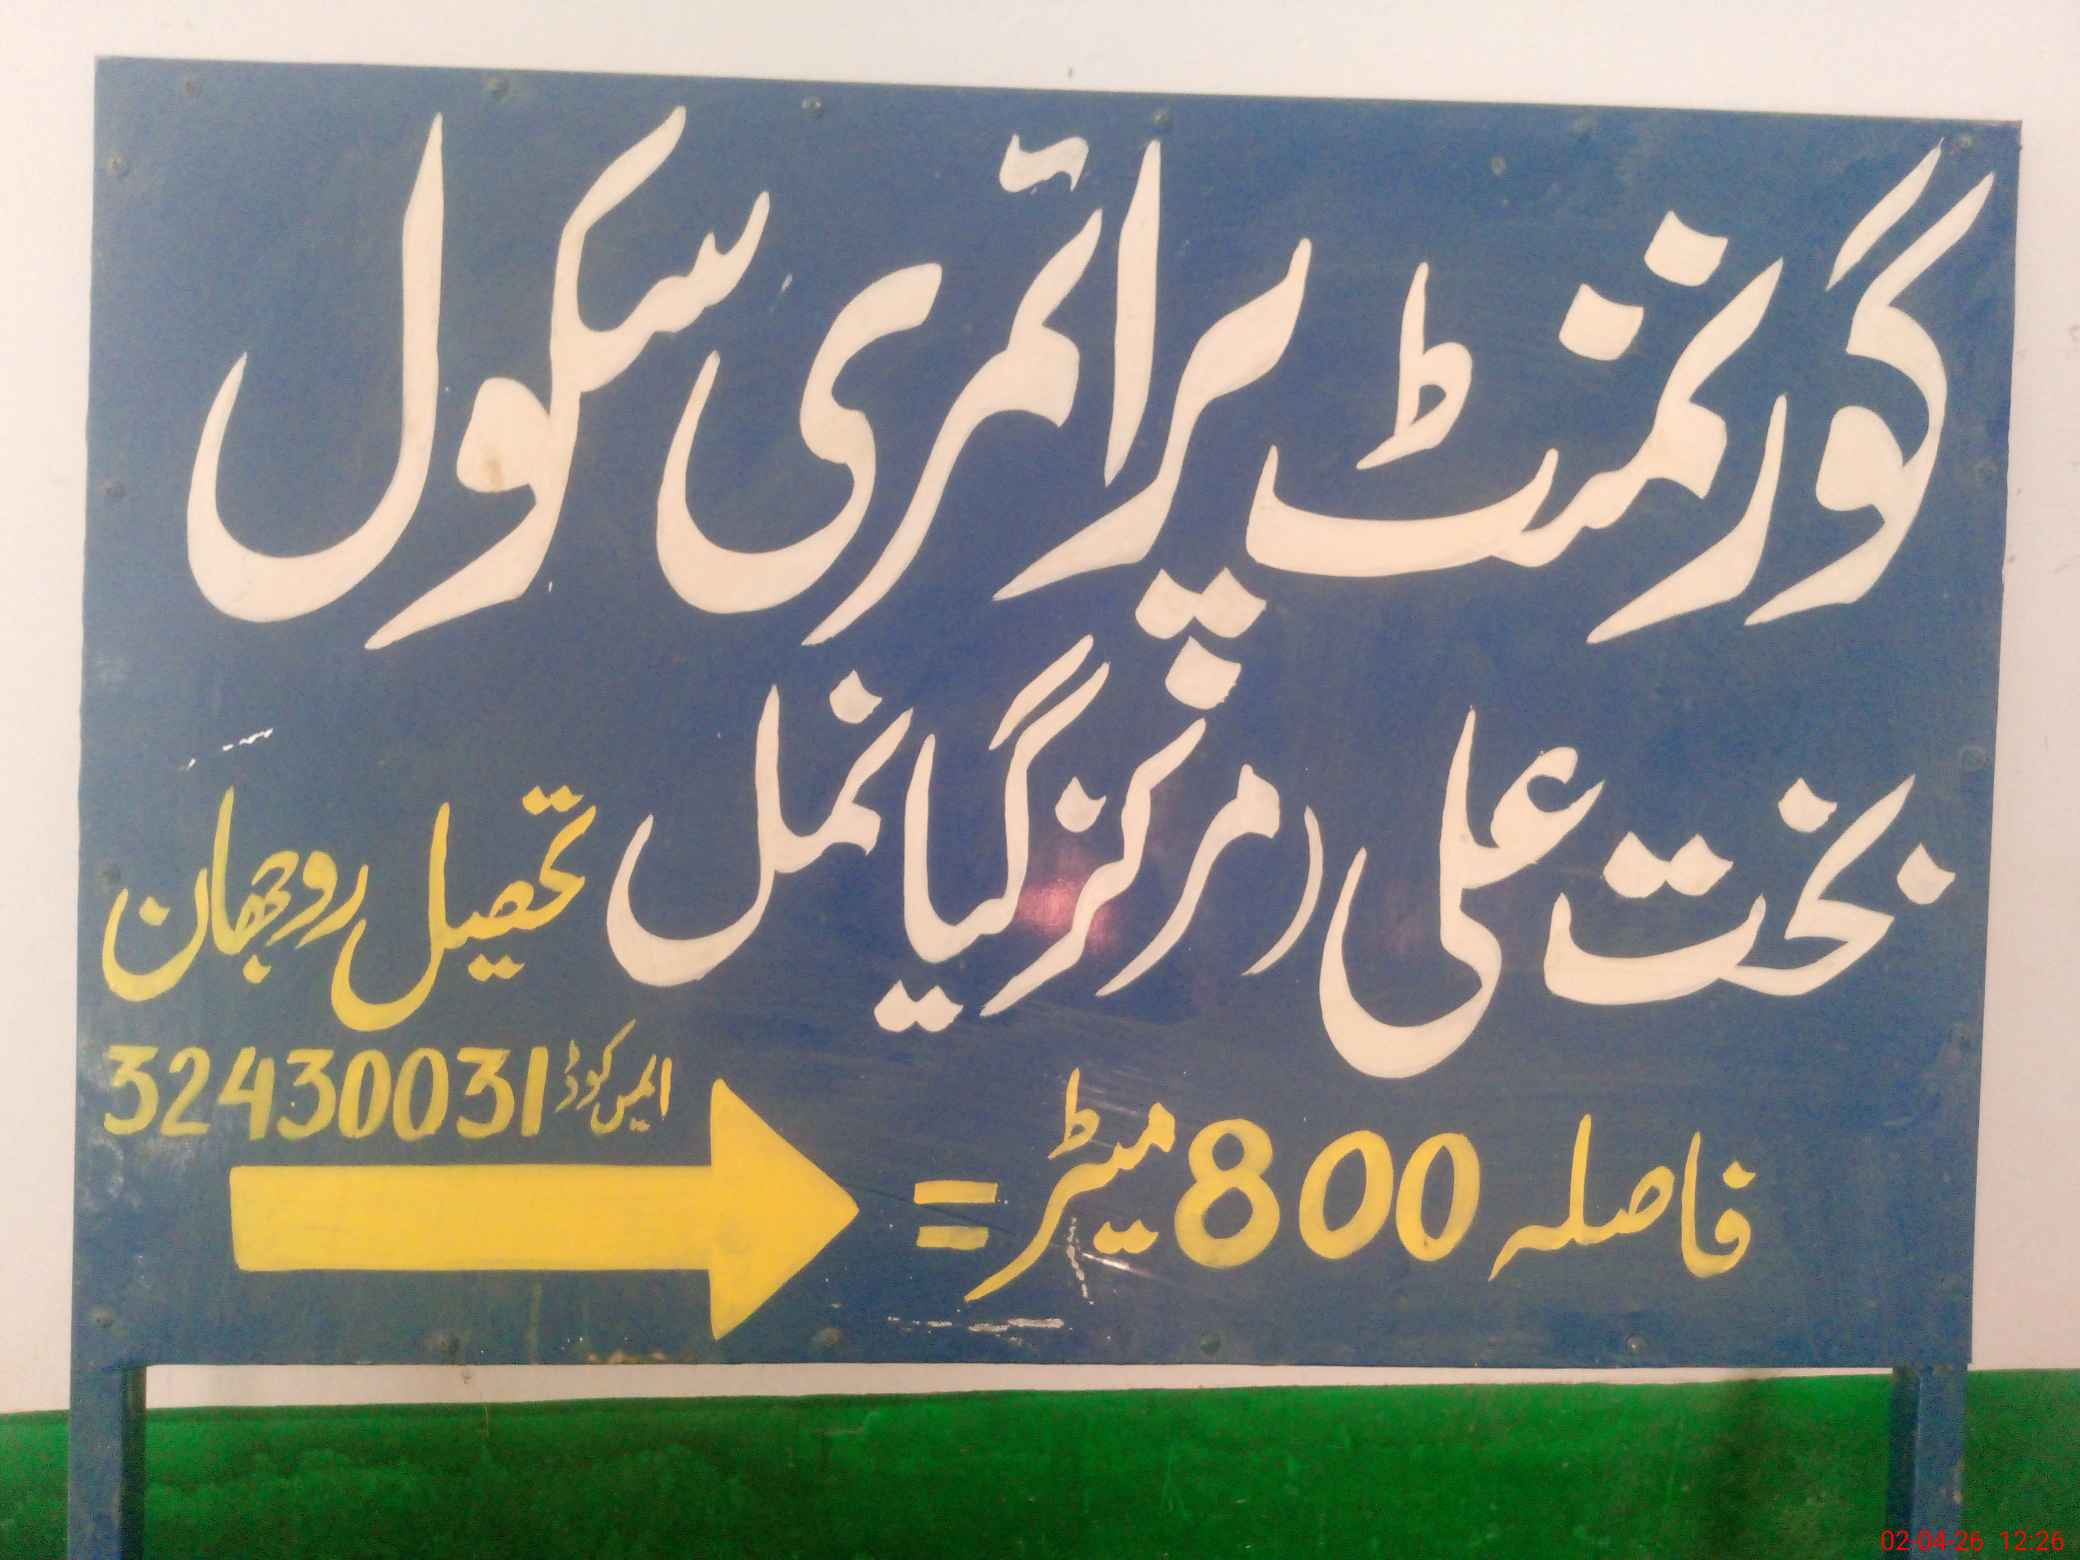 گورنمنٹ پرائمری سکول
بخت علی (مرکز گیانمل تحصیل روجھان
ایمس کوڈ 32430031
فاصلہ 800 میٹر =
02-04-26 12:26